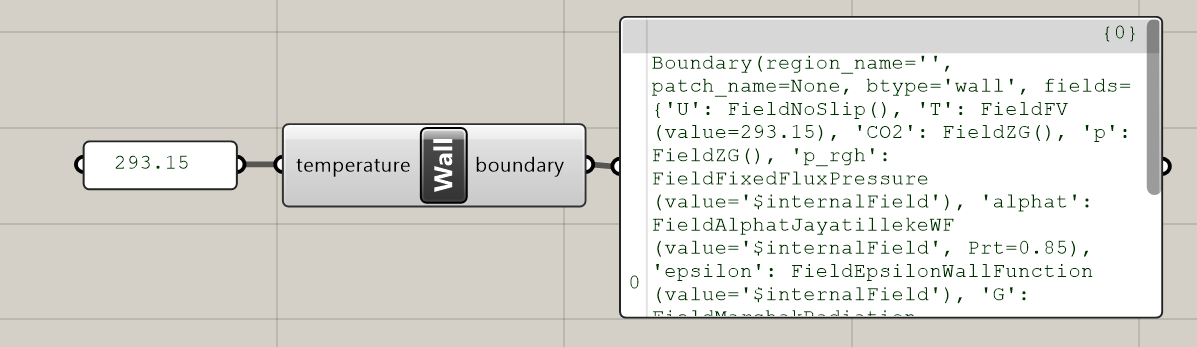 {0}
293.15
temperature
Wall
boundary
Boundary(region_name='',
patch_name=None, btype='wall', fields=
{'U': FieldNoSlip(), 'T': FieldFV
(value=293.15), 'CO2': FieldZG(), 'p':
FieldZG(), 'p_rgh':
FieldFixedFluxPressure
(value='$internalField'), 'alphat':
FieldAlphatJayatillekeWF
(value='$internalField', Prt=0.85),
'epsilon': FieldEpsilonWallFunction
0
(value='$internalField'), 'G':